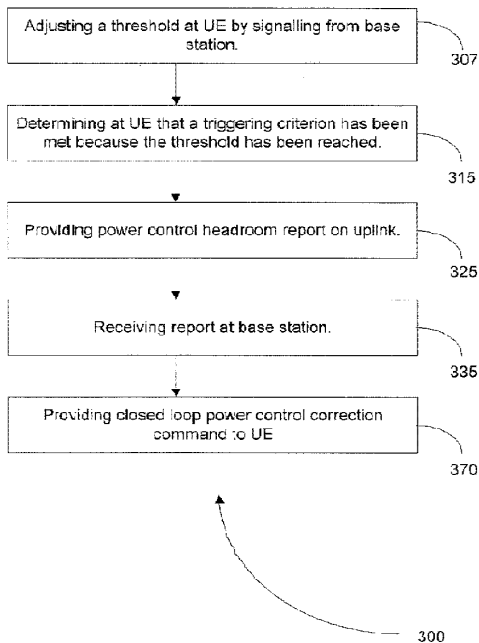 Adjusting a threshold at UE by signalling from base
station.
307
Determining at UE that a triggering criterion has been
met because the threshold has been reached.
315
Providing power control headroom report on uplink.
325
Receiving report at base station.
335
Providing closed loop power control correction
command to UE
370
300